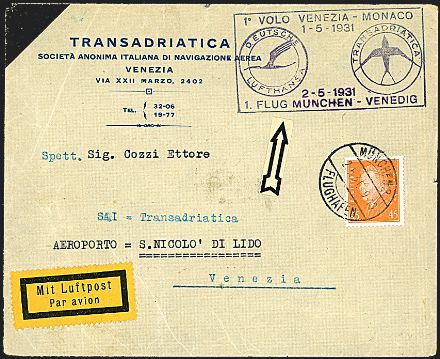 TRANSADRIATICA
SOCIETÀ ANONIMA ITALIANA DI NAVIGAZIONE AEREA
VENEZIA
VIA XXII MARZO, 2402
TEL. 32-06
19-77
1° VOLO VENEZIA - MONACO
1-5-1931
DEUTSCHE
LUFTHANSA
TRANSADRIATICA
2-5-1931
1. FLUG MÜNCHEN - VENEDIG
Spett. Sig. Cozzi Ettore
SAI = Transadriatica
AEROPORTO = S.NICOLO' DI LIDO
Venezia
MÜNCHEN
FLUGHAFEN
45
Mit Luftpost
Par avion